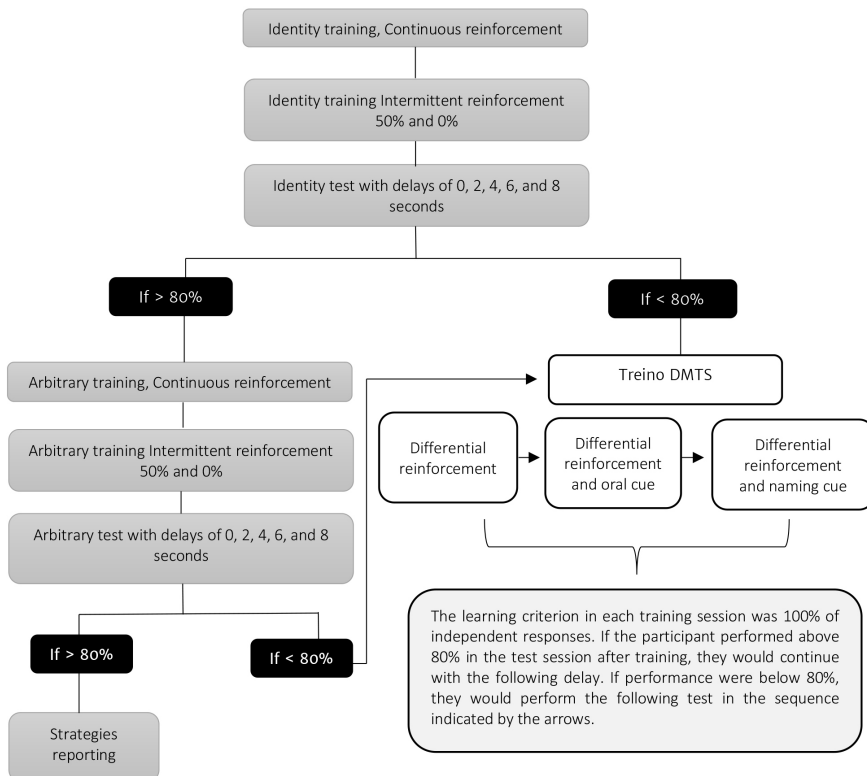 Identity training, Continuous reinforcement
Identity training Intermittent reinforcement
50% and 0%
Identity test with delays of 0, 2, 4, 6, and 8
seconds
If > 80%
If < 80%
Arbitrary training, Continuous reinforcement
Treino DMTS
Arbitrary training Intermittent reinforcement
50% and 0%
Differential
reinforcement
Differential
reinforcement
and oral cue
Differential
reinforcement
and naming cue
Arbitrary test with delays of 0, 2, 4, 6, and 8
seconds
If > 80%
If < 80%
Strategies
reporting
The learning criterion in each training session was 100% of
independent responses. If the participant performed above
80% in the test session after training, they would continue
with the following delay. If performance were below 80%,
they would perform the following test in the sequence
indicated by the arrows.